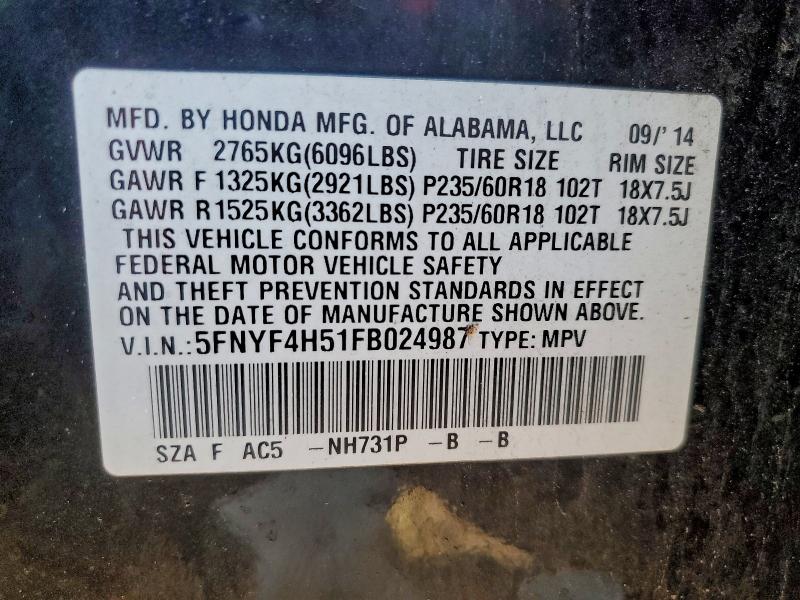 MFD. BY HONDA MFG. OF ALABAMA, LLC 09/' 14
GVWR 2765KG(6096LBS) TIRE SIZE RIM SIZE
GAWR F 1325KG(2921LBS) P235/60R18 102T 18X7.5J
GAWR R 1525KG(3362LBS) P235/60R18 102T 18X7.5J
THIS VEHICLE CONFORMS TO ALL APPLICABLE
FEDERAL MOTOR VEHICLE SAFETY
AND THEFT PREVENTION STANDARDS IN EFFECT
ON THE DATE OF MANUFACTURE SHOWN ABOVE.
V.I.N.: 5FNYF4H51FB024987 TYPE: MPV
SZA F AC5 -NH731P -B -B